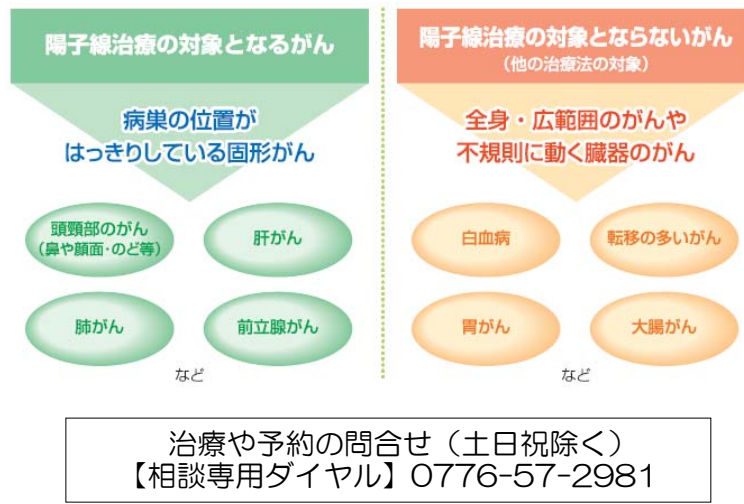 陽子線治療の対象となるがん
病巣の位置が
はっきりしている固形がん
頭頸部のがん
(鼻や顔面・のど等)
肝がん
肺がん
前立腺がん
など
陽子線治療の対象とならないがん
(他の治療法の対象)
全身・広範囲のがんや
不規則に動く臓器のがん
白血病
転移の多いがん
胃がん
大腸がん
など
治療や予約の問合せ（土日祝除く）
【相談専用ダイヤル】0776-57-2981